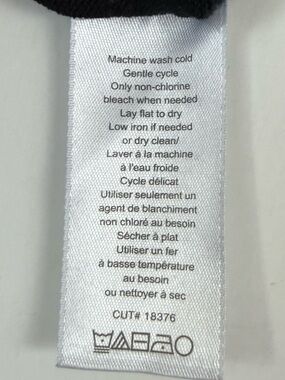 Machine wash cold
Gentle cycle
Only non-chlorine
bleach when needed
Lay flat to dry
Low iron if needed
or dry clean/
Laver à la machine
à l'eau froide
Cycle délicat
Utiliser seulement un
agent de blanchiment
non chloré au besoin
Sécher à plat
Utiliser un fer
à basse température
au besoin
ou nettoyer à sec
CUT# 18376